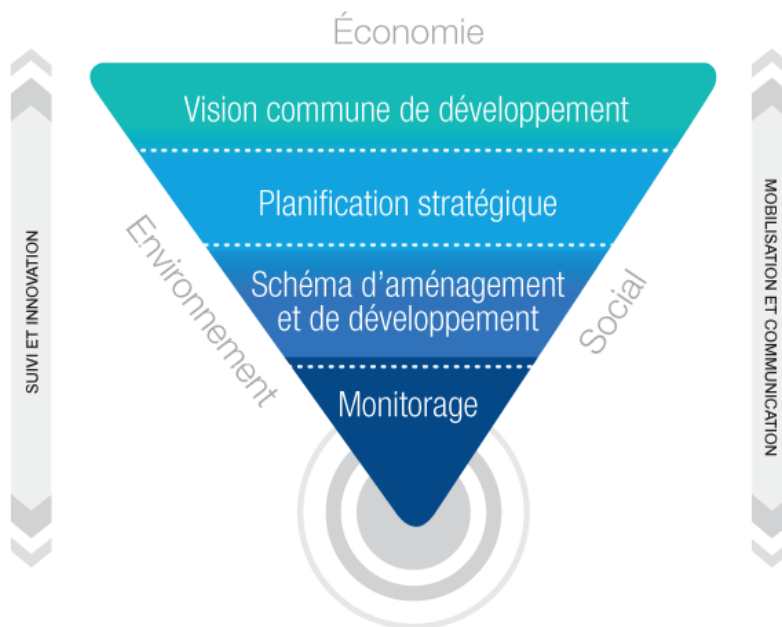 Économie
Vision commune de développement
Planification stratégique
Schéma d'aménagement
et de développement
Monitorage
Environnement
Social
SUIVI ET INNOVATION
MOBILISATION ET COMMUNICATION